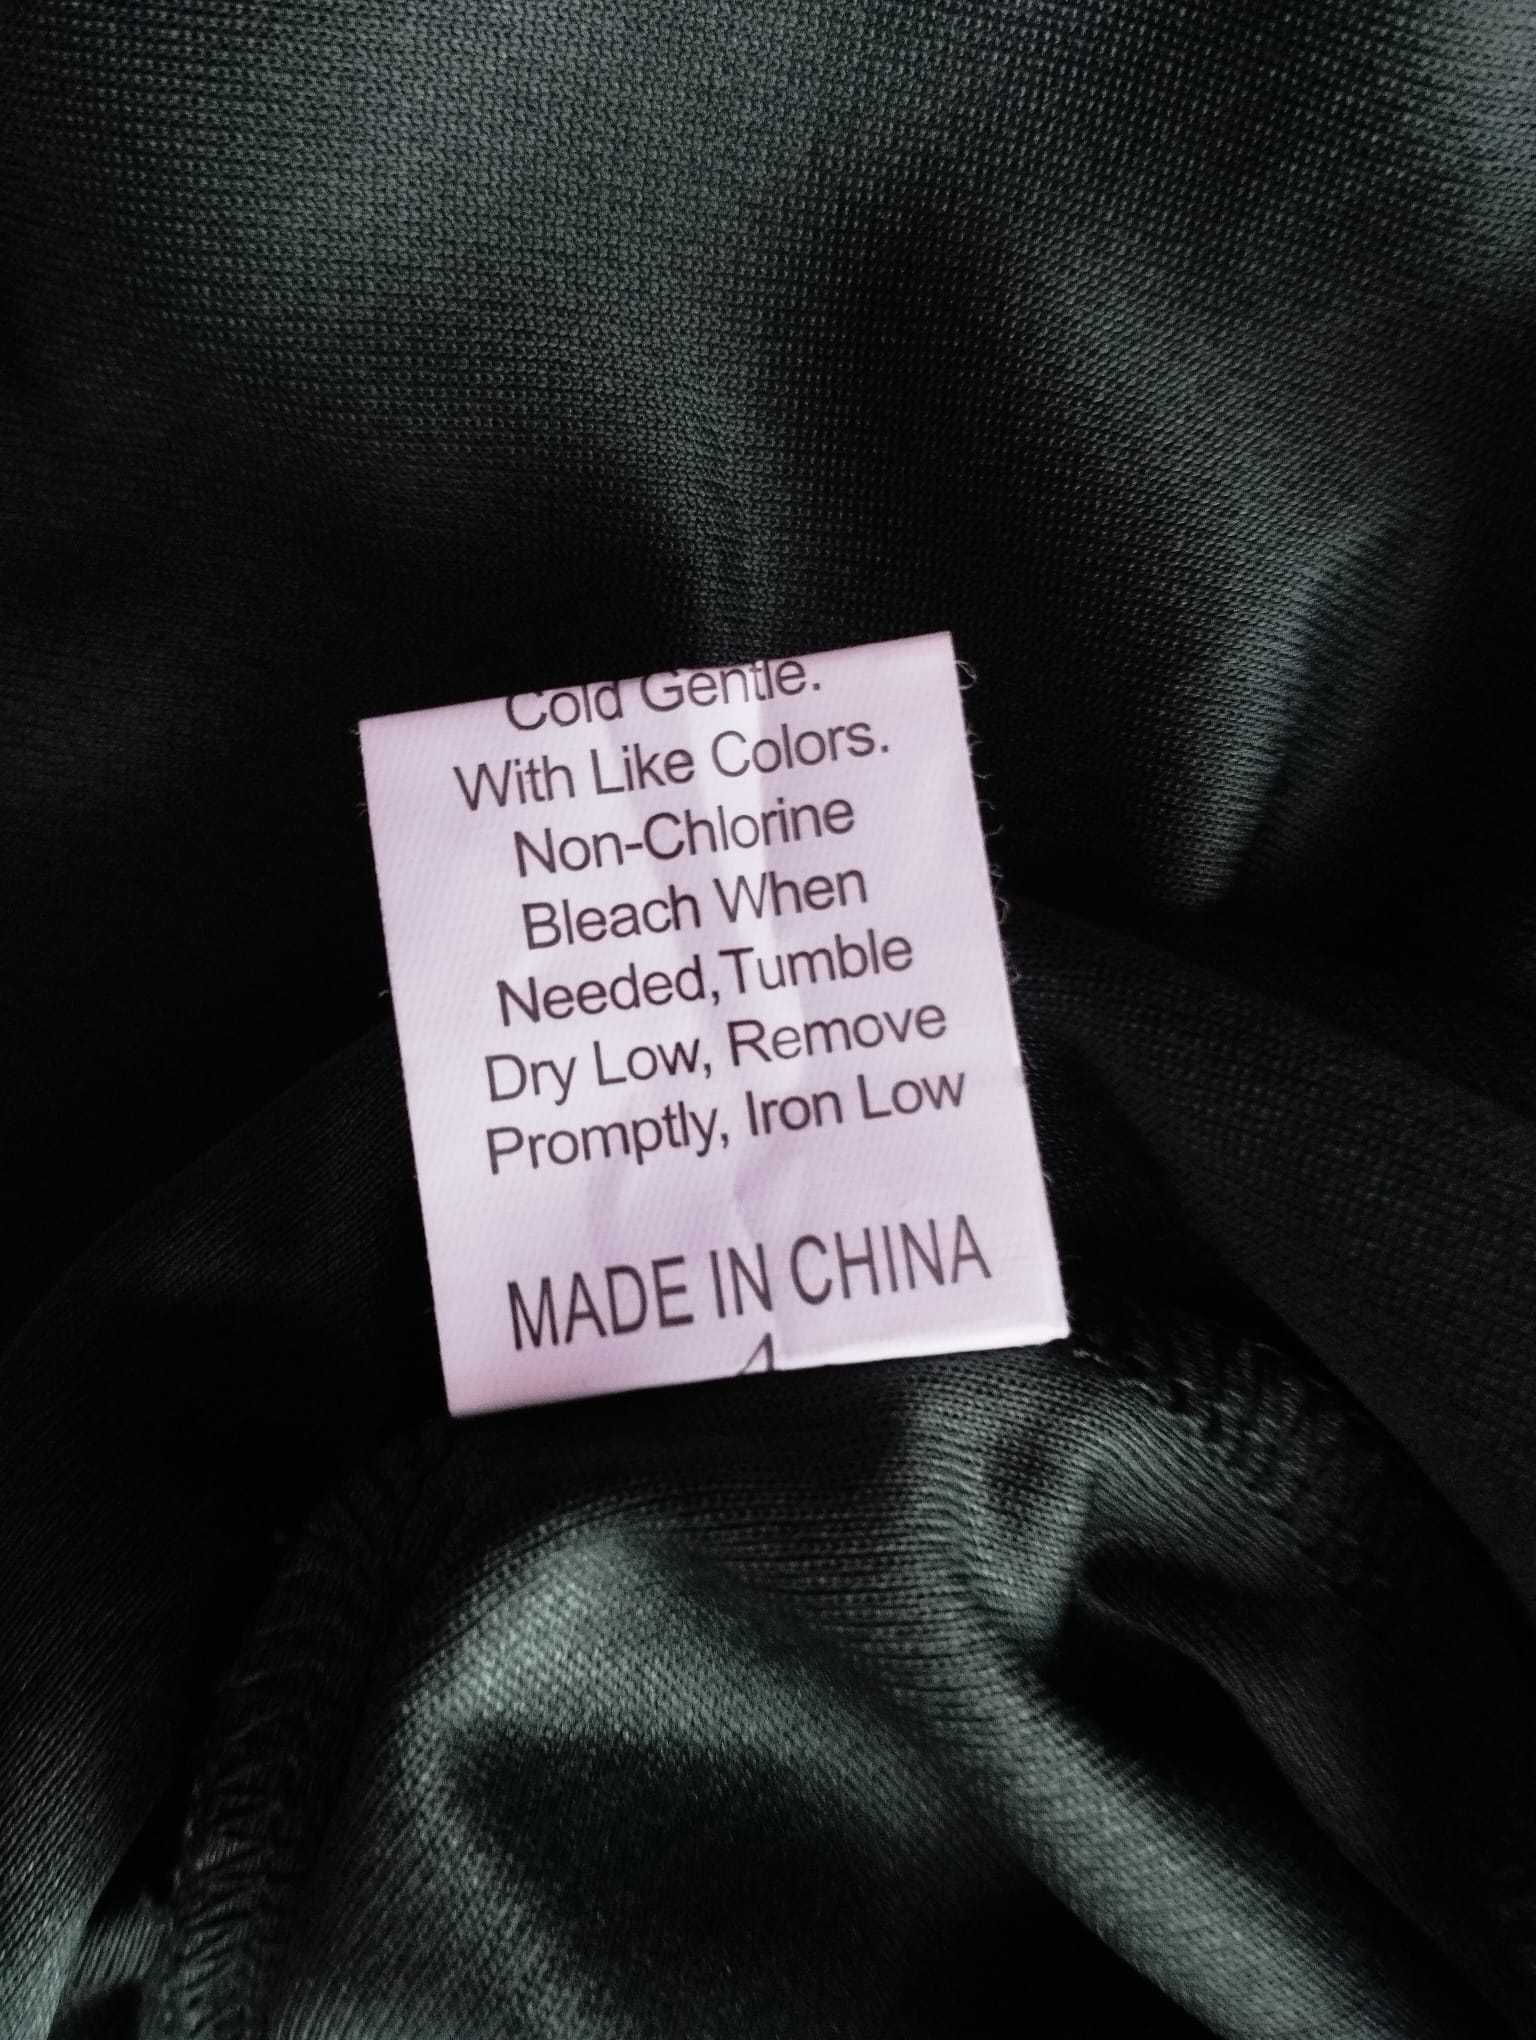 Cold Gentle.
With Like Colors.
Non-Chlorine
Bleach When
Needed,Tumble
Dry Low, Remove
Promptly, Iron Low
MADE IN CHINA